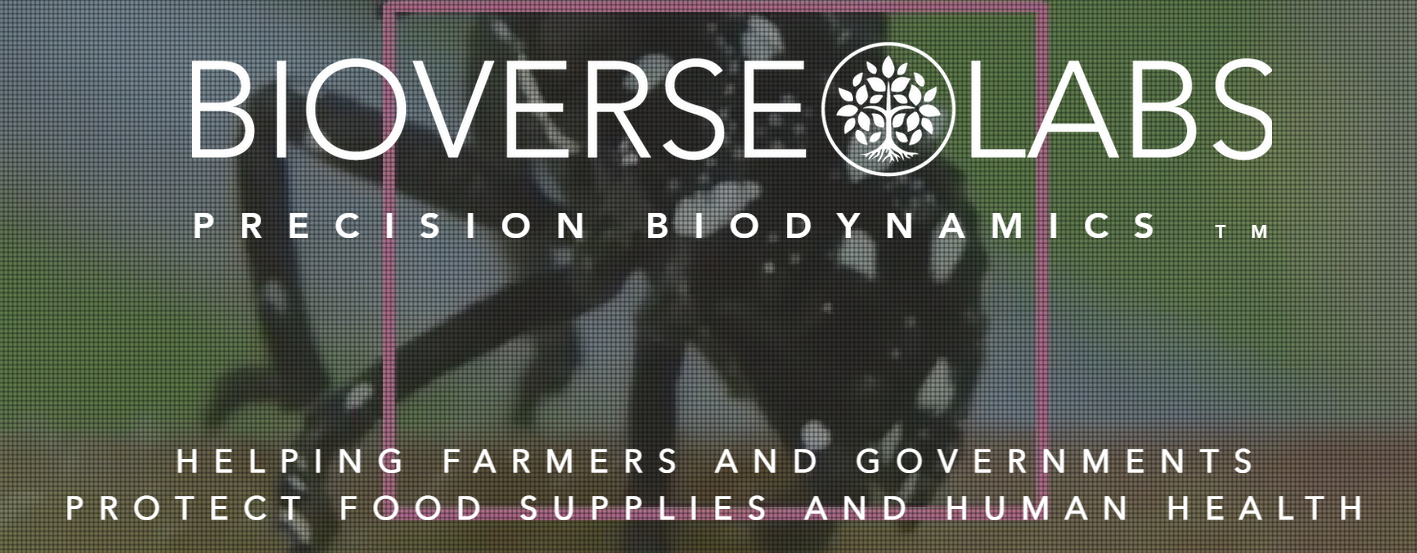 BIOVERSE LABS
PRECISION BIODYNAMICS TM
HELPING FARMERS AND GOVERNMENTS
PROTECT FOOD SUPPLIES AND HUMAN HEALTH